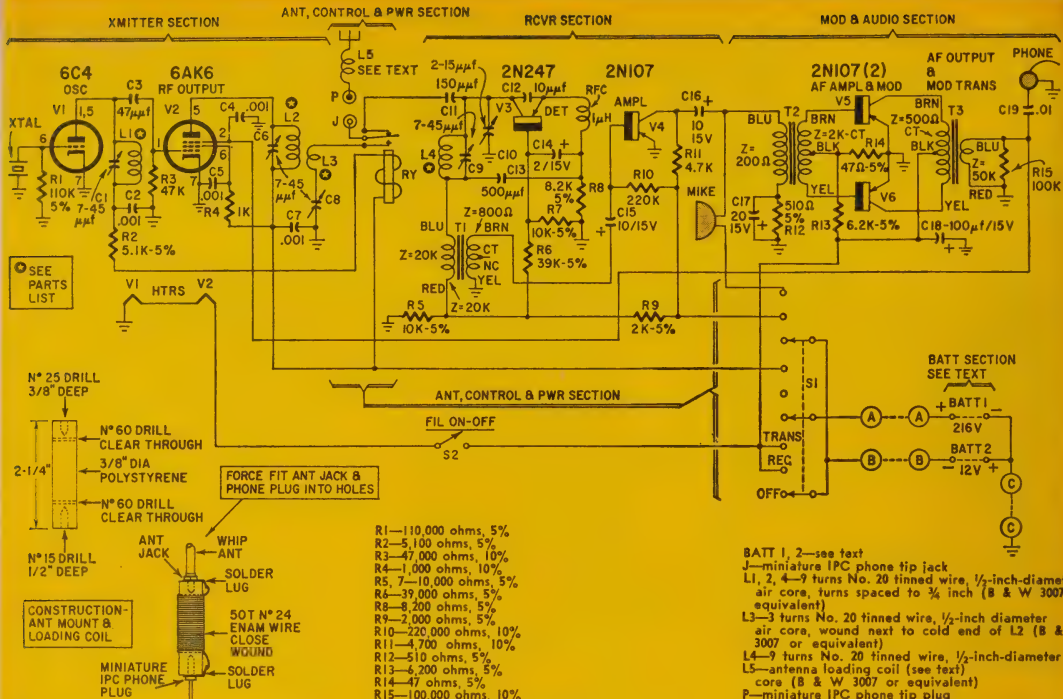 XMITTER SECTION
ANT, CONTROL & PWR SECTION
RCVR SECTION
MOD & AUDIO SECTION
6C4
OSC
V1 1,5
6
7
XTAL
R1
110K
5%
C3
47μμf
L1
C1
7-45
μμf
C2
.001
R2
5.1K-5%
R3
47K
6AK6
RF OUTPUT
V2 5
C4 .001
2
1
6
7
C5
.001
R4
1K
L2
C6
7-45
μμf
L3
C8
C7
.001
L5
SEE TEXT
P
J
RY
2-15μμf
150μμf
C11
7-45μμf
L4
C9
2N247
V3
C12
10μμf
DET
RFC
1μH
C14
2/15V
C10
C13
500μμf
8.2K
5%
R8
R7
10K-5%
R6
39K-5%
BLU
T1
Z=800Ω
BRN
CT
NC
YEL
Z=20K
RED
Z=20K
R5
10K-5%
2N107
AMPL
V4
R10
220K
C15
10/15V
R9
2K-5%
C16
10
15V
R11
4.7K
MIKE
2N107(2)
AF AMPL & MOD
T2
BLU
BRN
Z=2K-CT
BLK
Z=
200Ω
YEL
C17
20
15V
510Ω
5%
R12
V5
R14
47Ω-5%
V6
R13
6.2K-5%
C18-100μf/15V
AF OUTPUT
&
MOD TRANS
BRN
Z=500Ω
CT
T3
BLU
Z=
50K
RED
YEL
PHONE
C19 .01
R15
100K
SEE
PARTS
LIST
V1 HTRS V2
ANT, CONTROL & PWR SECTION
FIL ON-OFF
S2
S1
TRANS
REC
OFF
BATT SECTION
SEE TEXT
A A + BATT 1 -
216V
BATT 2
B B - 12V +
C
C
Nº 25 DRILL
3/8" DEEP
Nº 60 DRILL
CLEAR THROUGH
2-1/4"
3/8" DIA
POLYSTYRENE
Nº 60 DRILL
CLEAR THROUGH
Nº 15 DRILL
1/2" DEEP
CONSTRUCTION-
ANT MOUNT &
LOADING COIL
FORCE FIT ANT JACK &
PHONE PLUG INTO HOLES
ANT
JACK
WHIP
ANT
SOLDER
LUG
50T Nº 24
ENAM WIRE
CLOSE
WOUND
MINIATURE
IPC PHONE
PLUG
SOLDER
LUG
R1—110,000 ohms, 5%
R2—5,100 ohms, 5%
R3—47,000 ohms, 10%
R4—1,000 ohms, 10%
R5, 7—10,000 ohms, 5%
R6—39,000 ohms, 5%
R8—8,200 ohms, 5%
R9—2,000 ohms, 5%
R10—220,000 ohms, 10%
R11—4,700 ohms, 10%
R12—510 ohms, 5%
R13—6,200 ohms, 5%
R14—47 ohms, 5%
R15—100,000 ohms, 10%
BATT 1, 2—see text
J—miniature IPC phone tip jack
L1, 2, 4—9 turns No. 20 tinned wire, ½-inch-diame
air core, turns spaced to ¾ inch (B & W 3007
equivalent)
L3—3 turns No. 20 tinned wire, ½-inch diameter
air core, wound next to cold end of L2 (B &
3007 or equivalent)
L4—9 turns No. 20 tinned wire, ½-inch-diameter
L5—antenna loading coil (see text)
core (B & W 3007 or equivalent)
P—miniature IPC phone tip plug